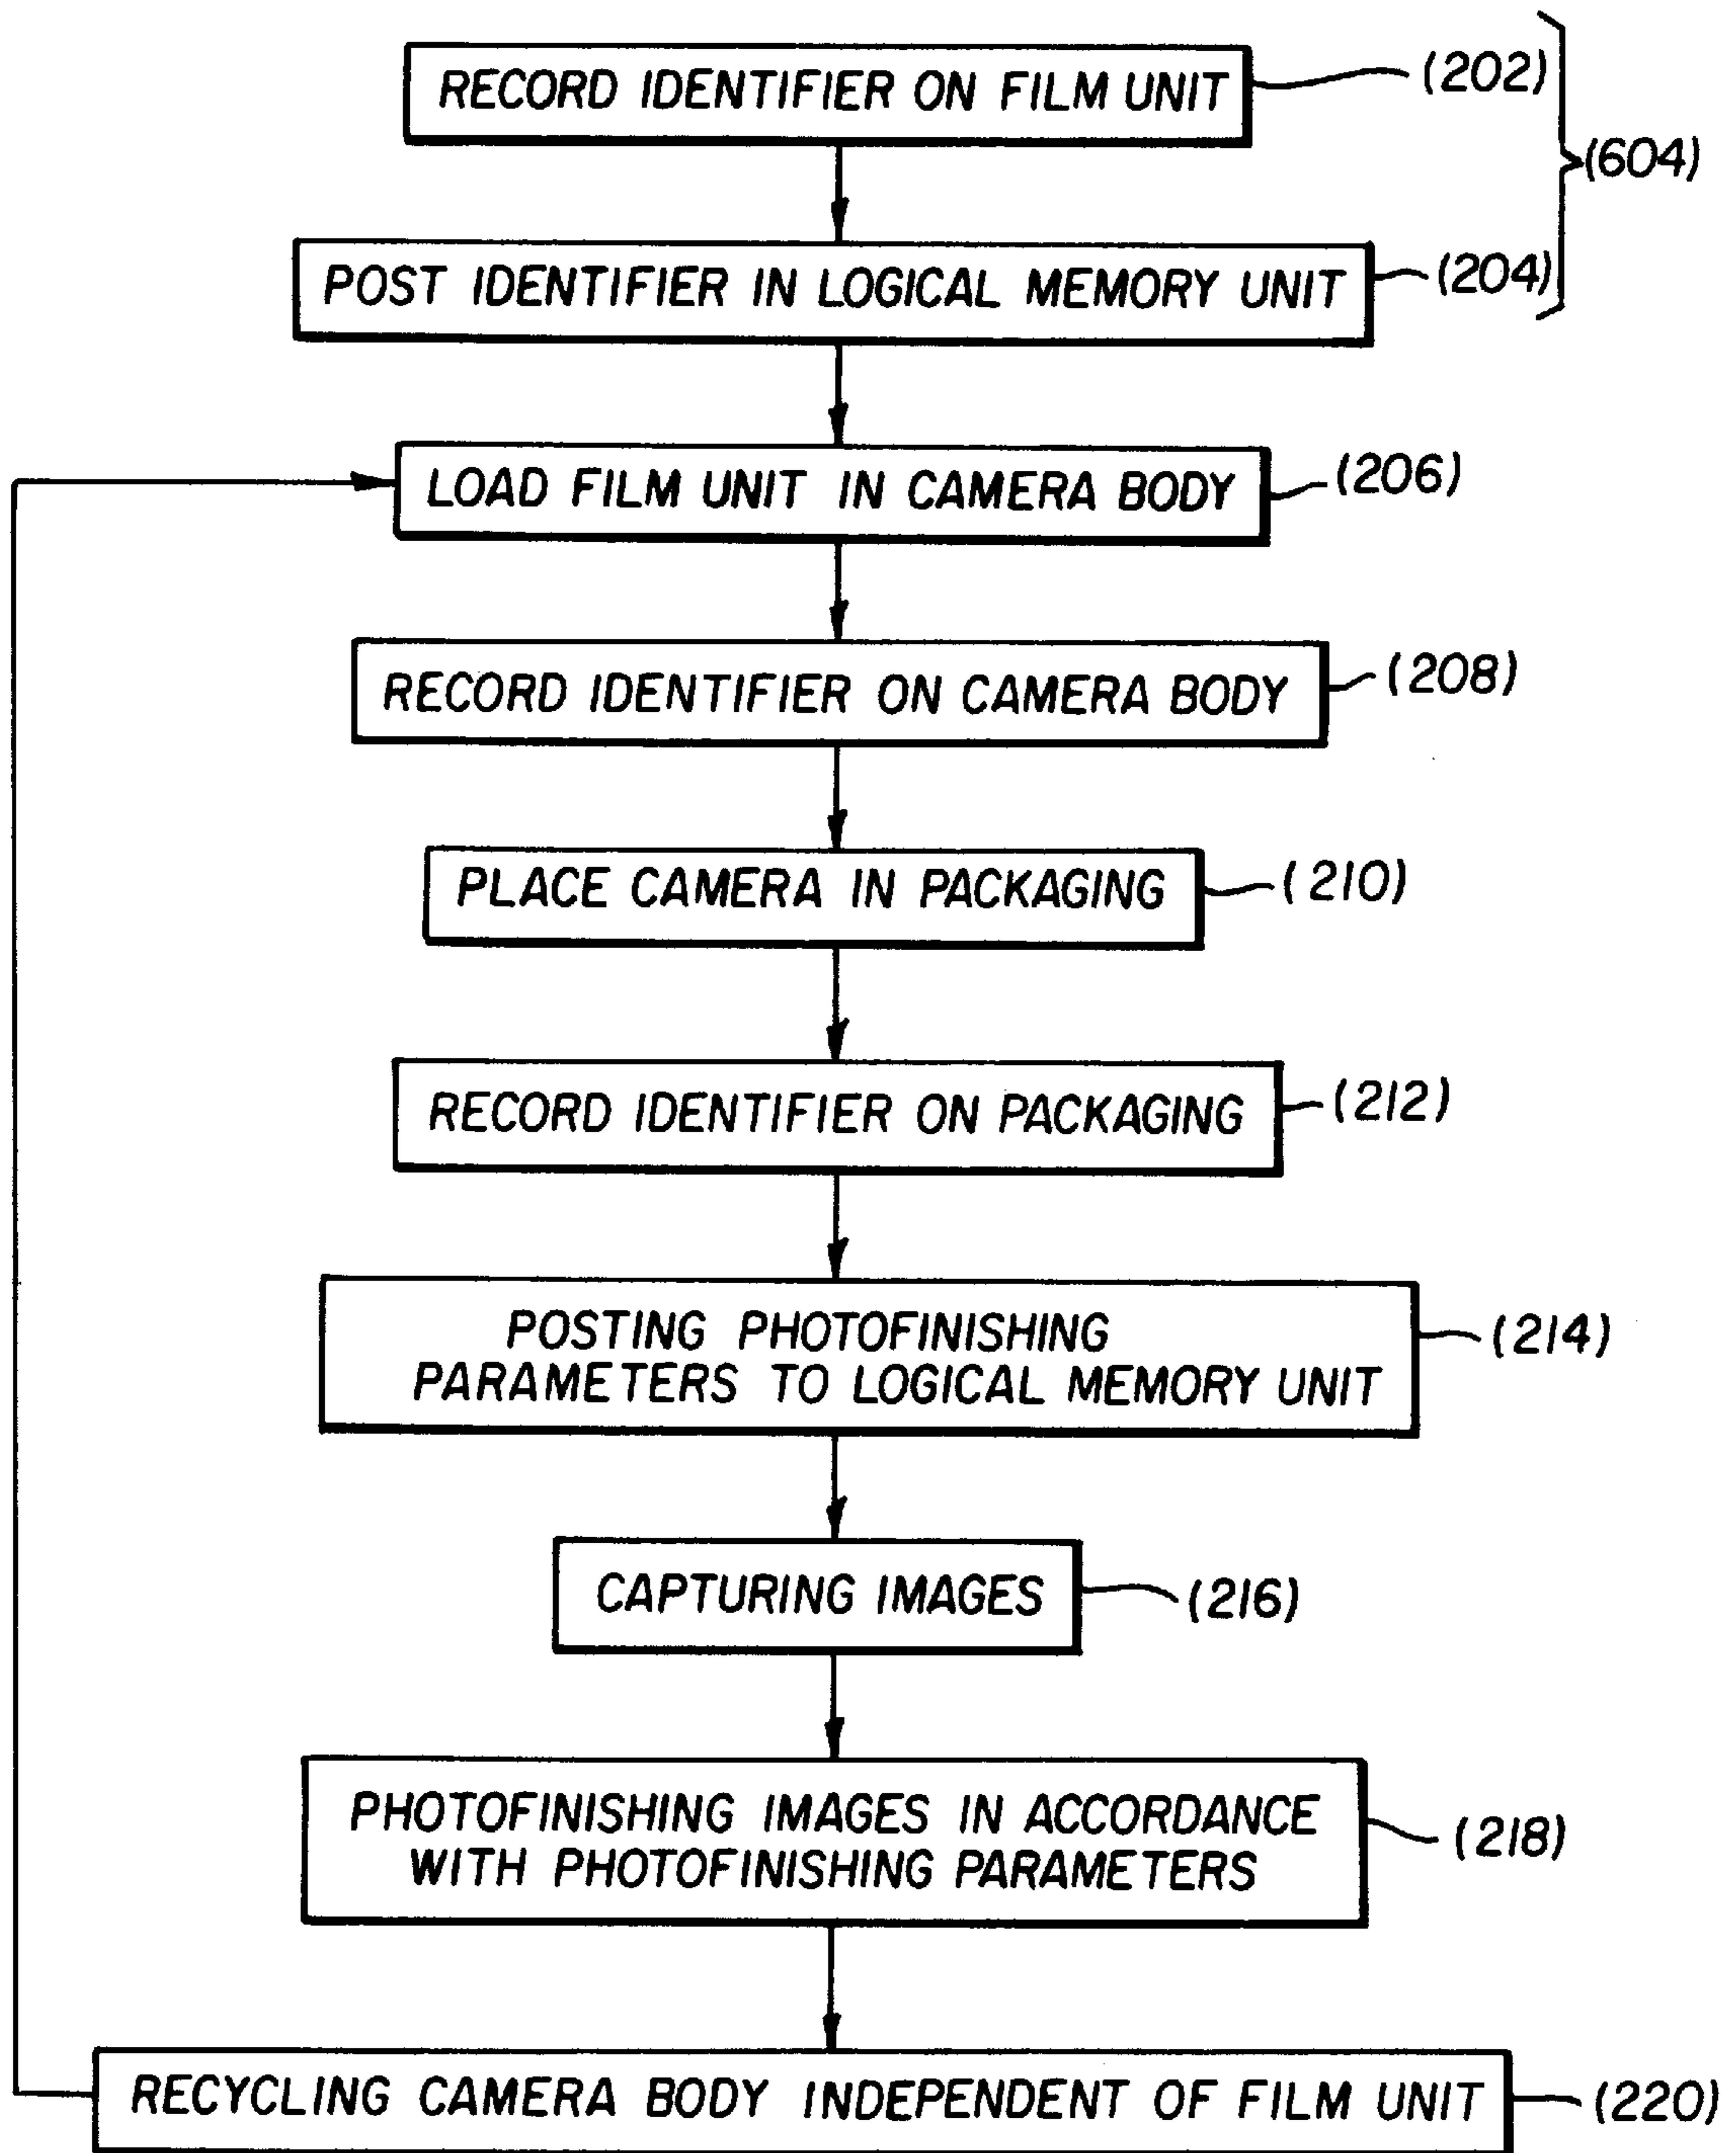 RECORD IDENTIFIER ON FILM UNIT (202)
(604)
POST IDENTIFIER IN LOGICAL MEMORY UNIT (204)
LOAD FILM UNIT IN CAMERA BODY (206)
RECORD IDENTIFIER ON CAMERA BODY (208)
PLACE CAMERA IN PACKAGING (210)
RECORD IDENTIFIER ON PACKAGING (212)
POSTING PHOTOFINISHING
PARAMETERS TO LOGICAL MEMORY UNIT (214)
CAPTURING IMAGES (216)
PHOTOFINISHING IMAGES IN ACCORDANCE
WITH PHOTOFINISHING PARAMETERS (218)
RECYCLING CAMERA BODY INDEPENDENT OF FILM UNIT (220)